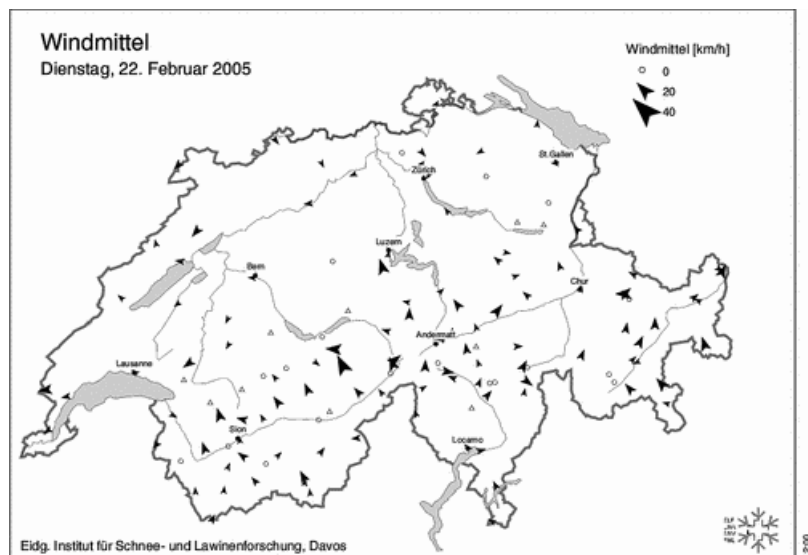 Windmittel
Dienstag, 22. Februar 2005
Windmittel [km/h]
0
20
40
St.Gallen
Zürich
Luzern
Bern
Chur
Andermatt
Lausanne
Sion
Locarno
Eidg. Institut für Schnee- und Lawinenforschung, Davos